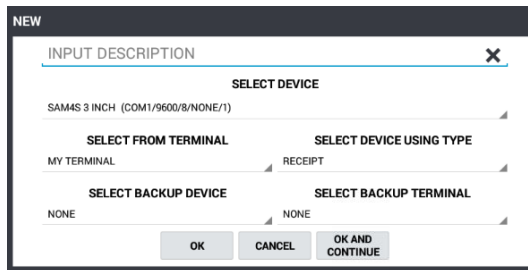 NEW
INPUT DESCRIPTION
SELECT DEVICE
SAM4S 3 INCH (COM1/9600/8/NONE/1)
SELECT FROM TERMINAL
SELECT DEVICE USING TYPE
MY TERMINAL
RECEIPT
SELECT BACKUP DEVICE
SELECT BACKUP TERMINAL
NONE
NONE
OK
CANCEL
OK AND
CONTINUE